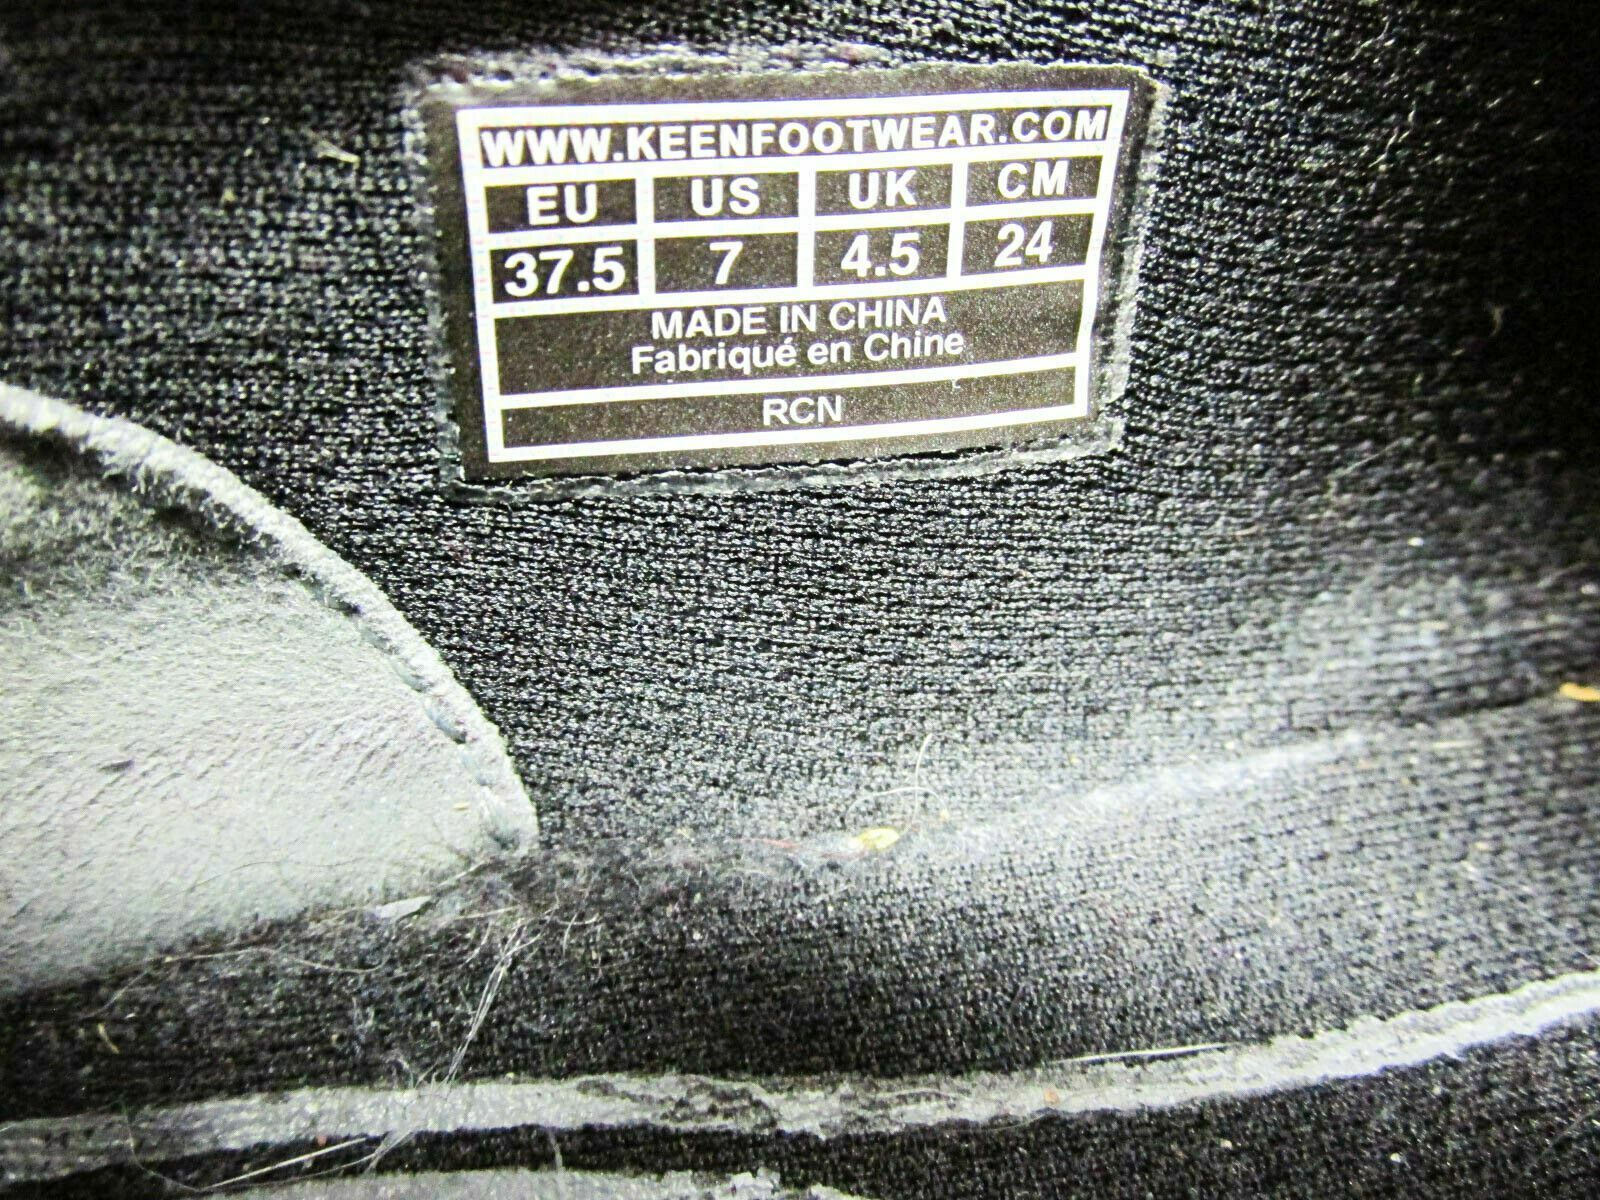 WWW.KEENFOOTWEAR.COM
EU US UK CM
37.5 7 4.5 24
MADE IN CHINA
Fabriqué en Chine
RCN